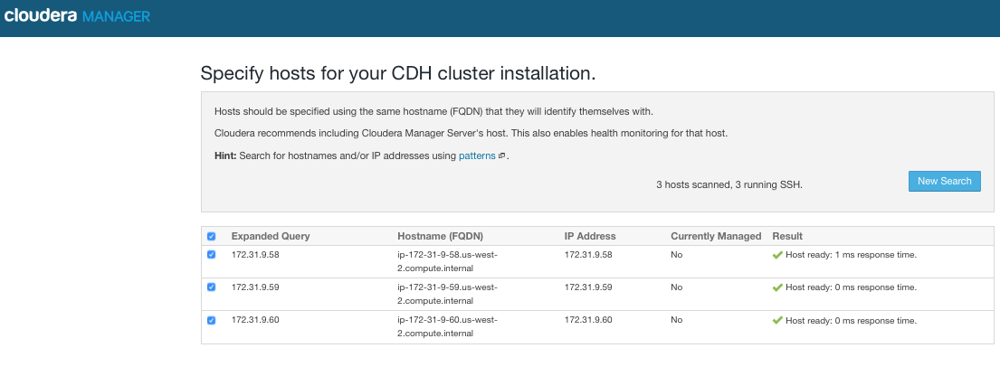 cloudera MANAGER
Specify hosts for your CDH cluster installation.
Hosts should be specified using the same hostname (FQDN) that they will identify themselves with.
Cloudera recommends including Cloudera Manager Server's host. This also enables health monitoring for that host.
Hint: Search for hostnames and/or IP addresses using patterns .
3 hosts scanned, 3 running SSH.
New Search
Expanded Query Hostname (FQDN) IP Address Currently Managed Result
172.31.9.58 ip-172-31-9-58.us-west- 172.31.9.58 No Host ready: 1 ms response time.
2.compute.internal
172.31.9.59 ip-172-31-9-59.us-west- 172.31.9.59 No Host ready: 0 ms response time.
2.compute.internal
172.31.9.60 ip-172-31-9-60.us-west- 172.31.9.60 No Host ready: 0 ms response time.
2.compute.internal